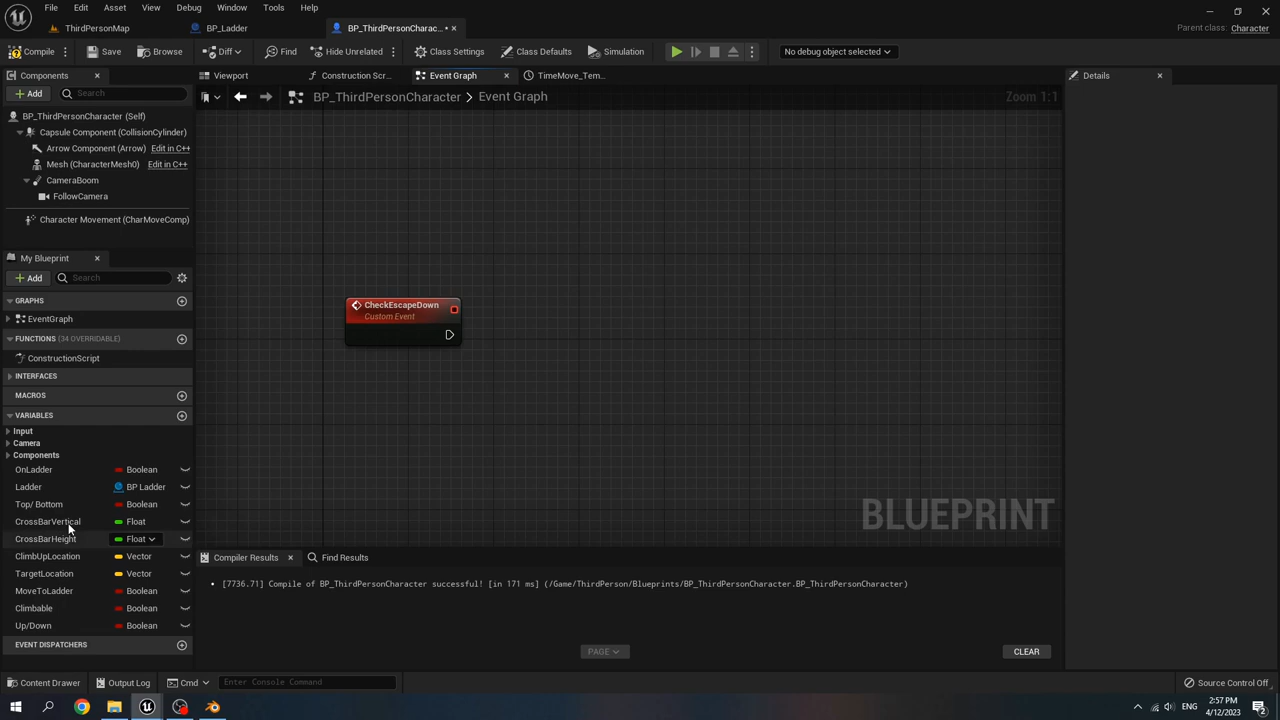 File Edit Asset View Debug Window Tools Help
Parent class: Character
ThirdPersonMap
BP_Ladder
BP_ThirdPersonCharac... •
Compile
Save
Browse
Diff
Find
Hide Unrelated
Class Settings
Class Defaults
Simulation
No debug object selected
Components
Viewport
Construction Scr...
Event Graph
TimeMove_Tem...
Details
Add
Search
BP_ThirdPersonCharacter > Event Graph
Zoom 1:1
BP_ThirdPersonCharacter (Self)
Capsule Component (CollisionCylinder)
Arrow Component (Arrow) Edit in C++
Mesh (CharacterMesh0) Edit in C++
CameraBoom
FollowCamera
Character Movement (CharMoveComp)
My Blueprint
Add
Search
GRAPHS
EventGraph
FUNCTIONS (34 OVERRIDABLE)
ConstructionScript
INTERFACES
MACROS
VARIABLES
Input
Camera
Components
OnLadder Boolean
Ladder BP Ladder
Top/ Bottom Boolean
CrossBarVertical Float
CrossBarHeight Float
ClimbUpLocation Vector
TargetLocation Vector
MoveToLadder Boolean
Climbable Boolean
Up/Down Boolean
EVENT DISPATCHERS
CheckEscapeDown
Custom Event
BLUEPRINT
Compiler Results
Find Results
[7736.71] Compile of BP_ThirdPersonCharacter successful! [in 171 ms] (/Game/ThirdPerson/Blueprints/BP_ThirdPersonCharacter.BP_ThirdPersonCharacter)
PAGE
CLEAR
Content Drawer
Output Log
Cmd
Enter Console Command
Source Control Off
ENG
2:57 PM
4/12/2023